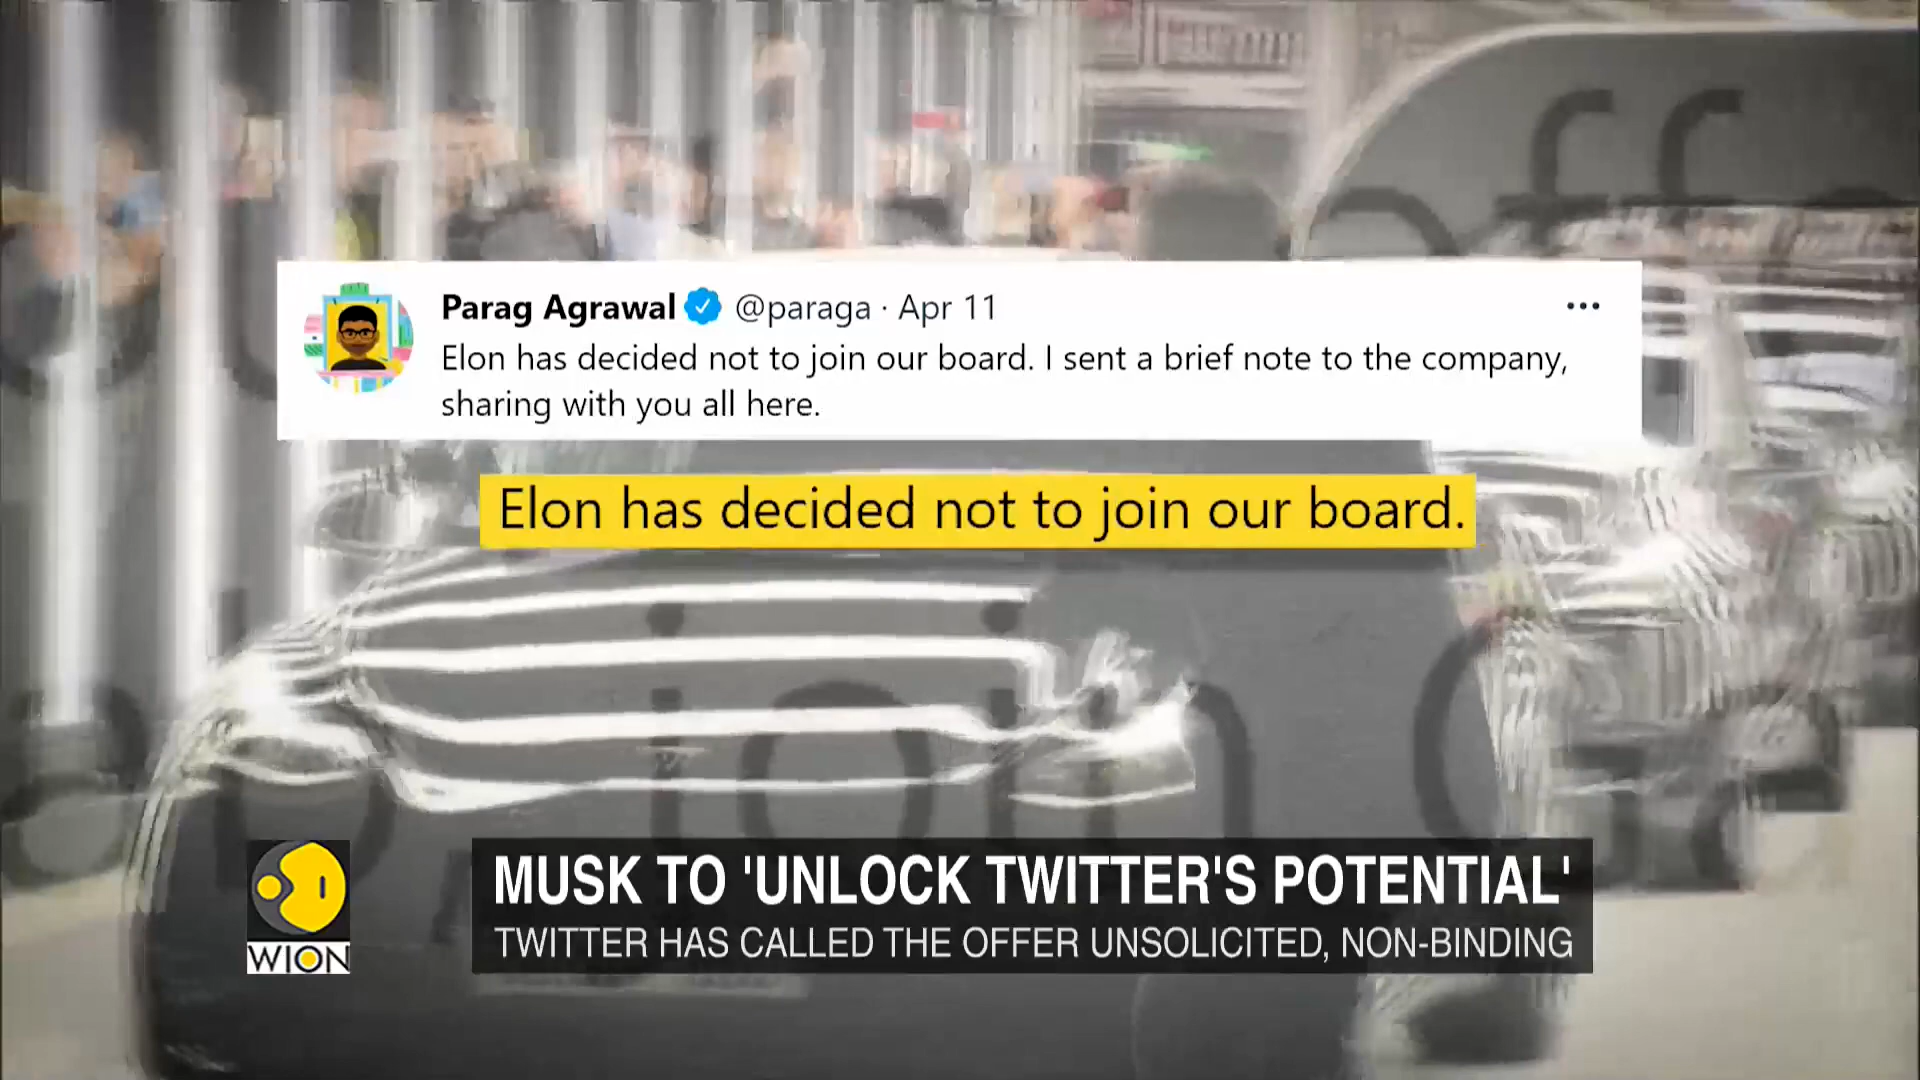 Parag Agrawal @paraga · Apr 11
Elon has decided not to join our board. I sent a brief note to the company,
sharing with you all here.
Elon has decided not to join our board.
MUSK TO 'UNLOCK TWITTER'S POTENTIAL'
TWITTER HAS CALLED THE OFFER UNSOLICITED, NON-BINDING
WION